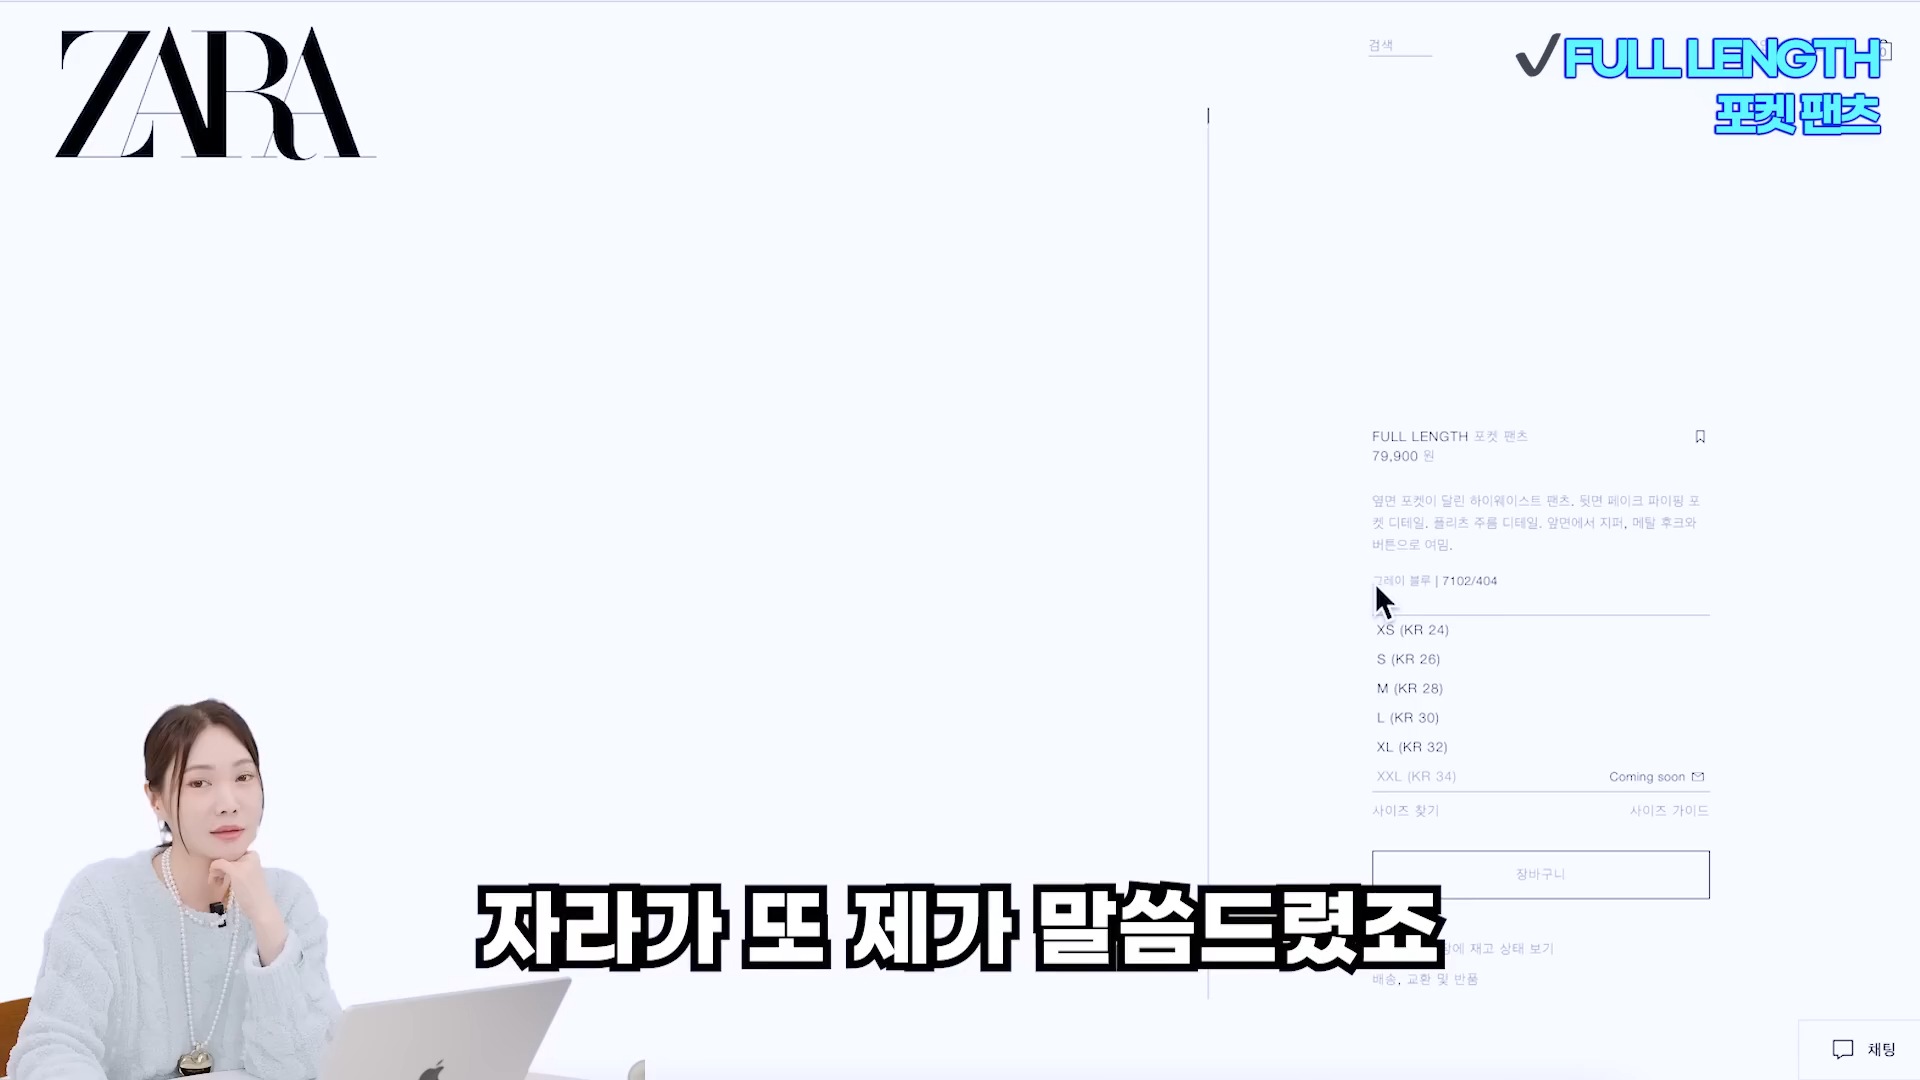 ZARA
검색
✓FULL LENGTH
포켓 팬츠
FULL LENGTH 포켓 팬츠
79,900 원
옆면 포켓이 달린 하이웨이스트 팬츠. 뒷면 페이크 파이핑 포
켓 디테일. 플리츠 주름 디테일. 앞면에서 지퍼, 메탈 후크와
버튼으로 여밈.
그레이 블루 | 7102/404
XS (KR 24)
S (KR 26)
M (KR 28)
L (KR 30)
XL (KR 32)
XXL (KR 34) Coming soon
사이즈 찾기 사이즈 가이드
장바구니
자라가 또 제가 말씀드렸죠
재고 상태 보기
배송, 교환 및 반품
채팅